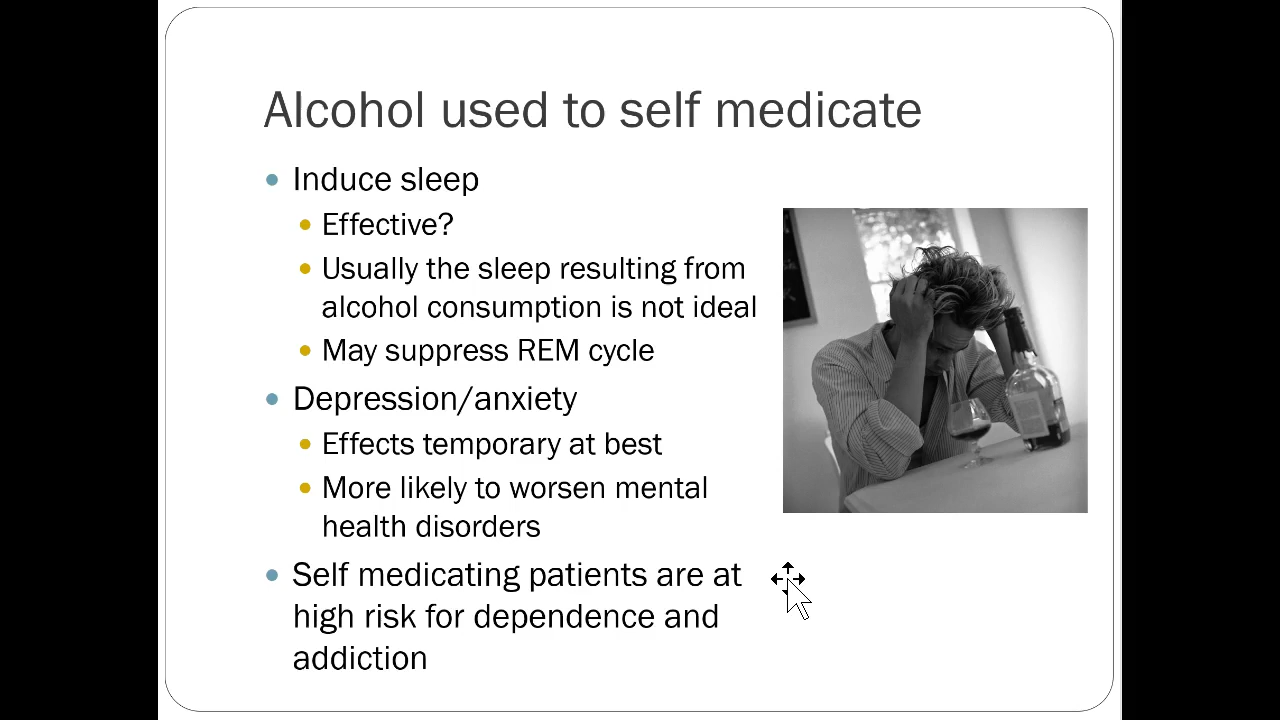 Alcohol used to self medicate
Induce sleep
Effective?
Usually the sleep resulting from
alcohol consumption is not ideal
May suppress REM cycle
Depression/anxiety
Effects temporary at best
More likely to worsen mental
health disorders
Self medicating patients are at
high risk for dependence and
addiction